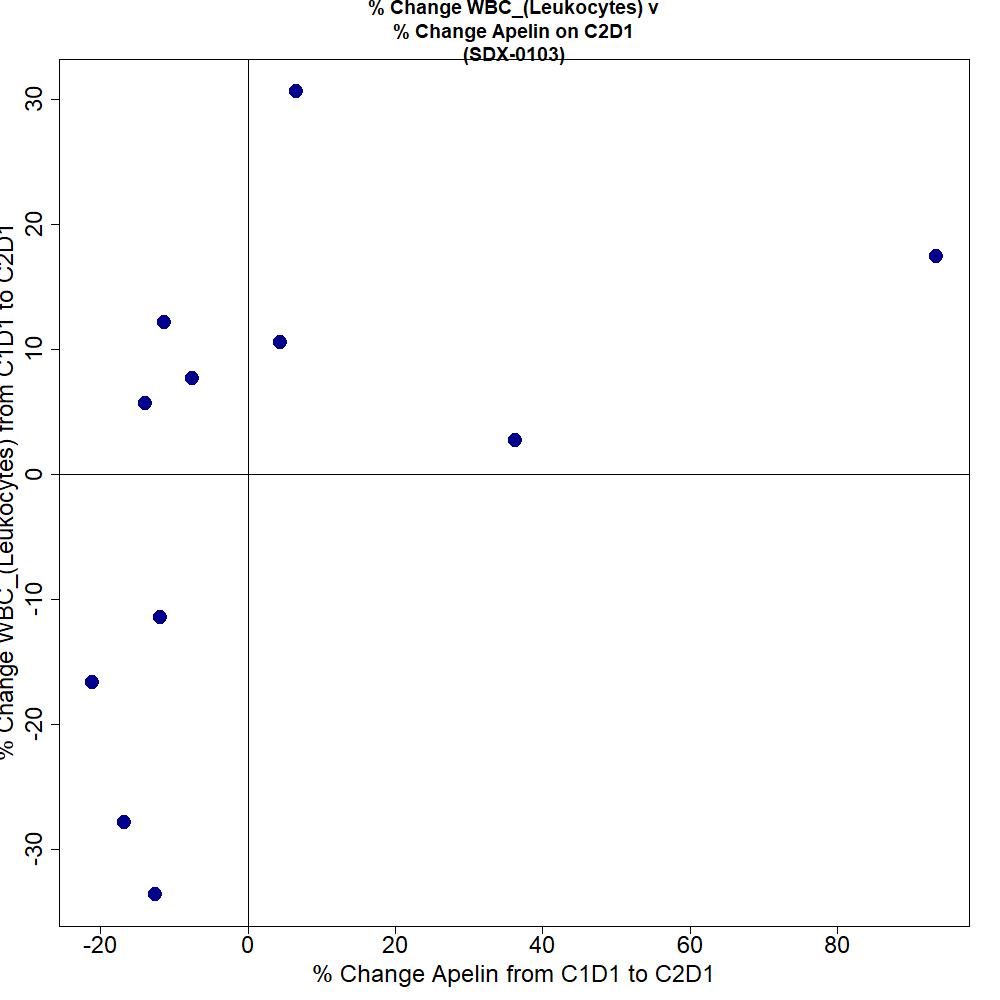 % Change WBC_(Leukocytes) v
% Change Apelin on C2D1
(SDX-0103)
% Change WBC_(Leukocytes) from C1D1 to C2D1
30
20
10
0
-10
-20
-30
-20 0 20 40 60 80
% Change Apelin from C1D1 to C2D1